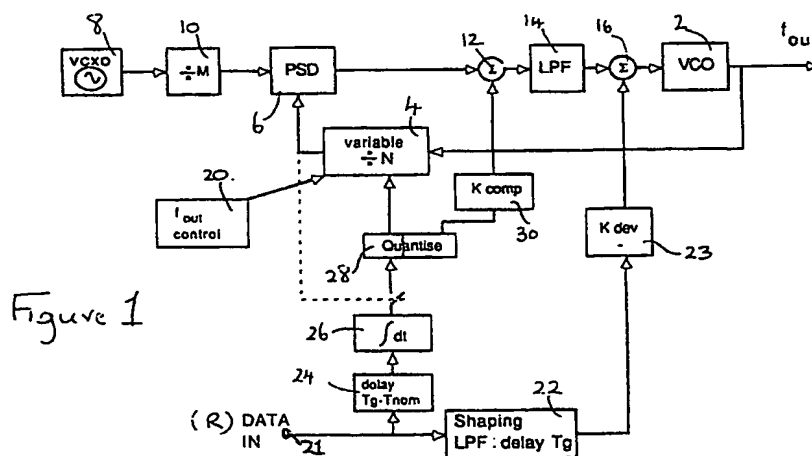 8
VCXO
10
÷M
PSD
6
12
Σ
14
LPF
16
Σ
2
VCO
fout
4
variable
÷N
20.
fout
control
K comp
30
K dev
-
23
28
Quantise
Figure 1
26
∫dt
24
delay
Tg-Tnom
(R) DATA
IN
21
22
Shaping
LPF: delay Tg